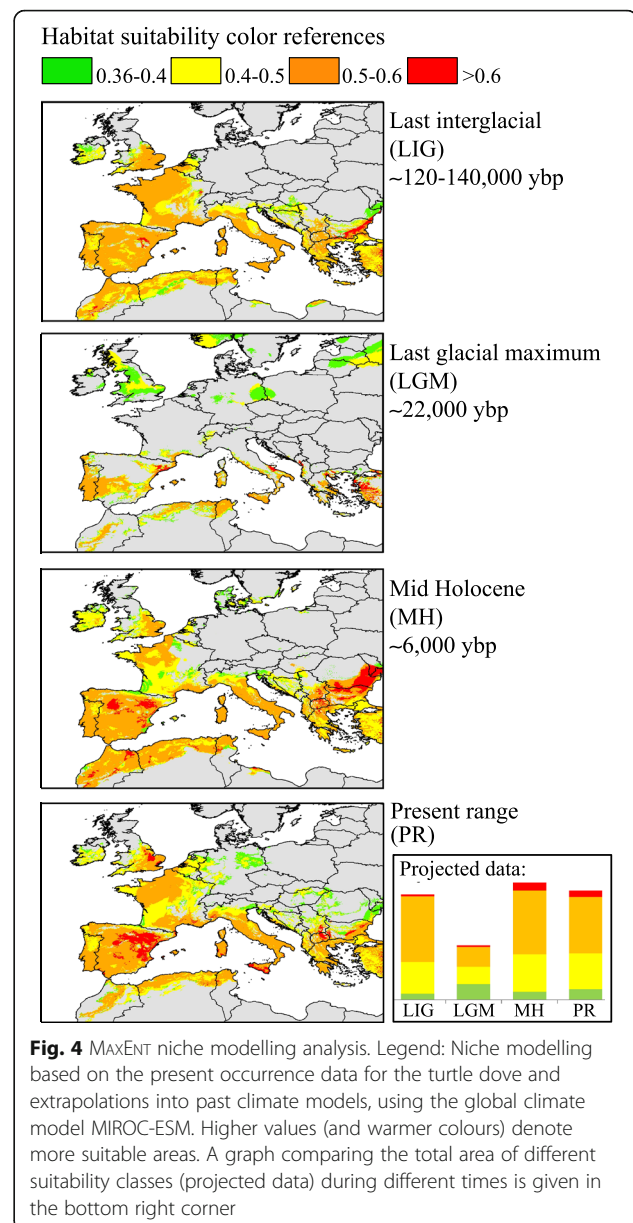 Habitat suitability color references
0.36-0.4 0.4-0.5 0.5-0.6 >0.6
Last interglacial
(LIG)
~120-140,000 ybp
Last glacial maximum
(LGM)
~22,000 ybp
Mid Holocene
(MH)
~6,000 ybp
Present range
(PR)
Projected data:
LIG LGM MH PR
Fig. 4 MAXENT niche modelling analysis. Legend: Niche modelling
based on the present occurrence data for the turtle dove and
extrapolations into past climate models, using the global climate
model MIROC-ESM. Higher values (and warmer colours) denote
more suitable areas. A graph comparing the total area of different
suitability classes (projected data) during different times is given in
the bottom right corner